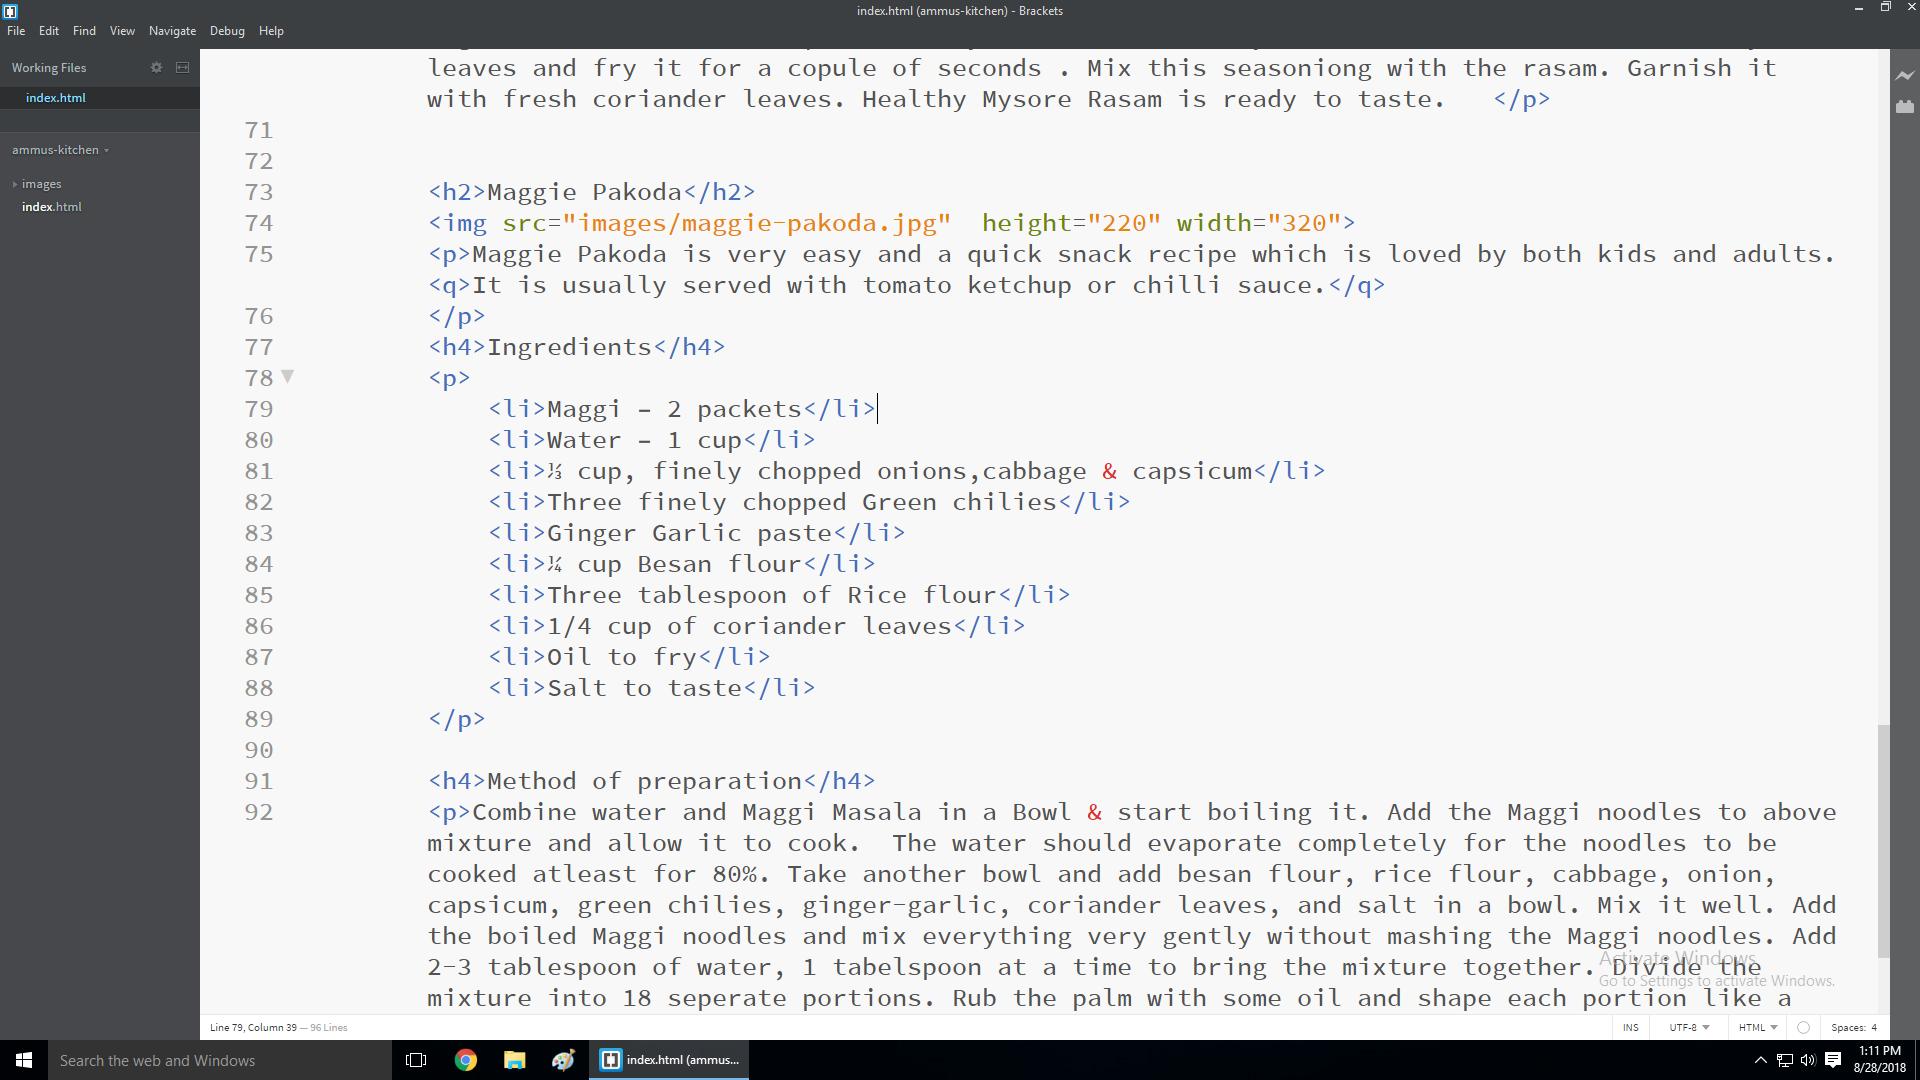 index.html (ammus-kitchen) - Brackets
File Edit Find View Navigate Debug Help
Working Files
index.html
ammus-kitchen
images
index.html
leaves and fry it for a copule of seconds . Mix this seasoniong with the rasam. Garnish it
with fresh coriander leaves. Healthy Mysore Rasam is ready to taste.   </p>
71
72
73 <h2>Maggie Pakoda</h2>
74 <img src="images/maggie-pakoda.jpg"  height="220" width="320">
75 <p>Maggie Pakoda is very easy and a quick snack recipe which is loved by both kids and adults.
<q>It is usually served with tomato ketchup or chilli sauce.</q>
76 </p>
77 <h4>Ingredients</h4>
78 <p>
79 <li>Maggi – 2 packets</li>
80 <li>Water – 1 cup</li>
81 <li>⅓ cup, finely chopped onions,cabbage & capsicum</li>
82 <li>Three finely chopped Green chilies</li>
83 <li>Ginger Garlic paste</li>
84 <li>¼ cup Besan flour</li>
85 <li>Three tablespoon of Rice flour</li>
86 <li>1/4 cup of coriander leaves</li>
87 <li>Oil to fry</li>
88 <li>Salt to taste</li>
89 </p>
90
91 <h4>Method of preparation</h4>
92 <p>Combine water and Maggi Masala in a Bowl & start boiling it. Add the Maggi noodles to above
mixture and allow it to cook.  The water should evaporate completely for the noodles to be
cooked atleast for 80%. Take another bowl and add besan flour, rice flour, cabbage, onion,
capsicum, green chilies, ginger-garlic, coriander leaves, and salt in a bowl. Mix it well. Add
the boiled Maggi noodles and mix everything very gently without mashing the Maggi noodles. Add
2-3 tablespoon of water, 1 tabelspoon at a time to bring the mixture together. Divide the
mixture into 18 seperate portions. Rub the palm with some oil and shape each portion like a
Activate Windows
Go to Settings to activate Windows.
Line 79, Column 39 — 96 Lines
INS UTF-8 HTML Spaces: 4
Search the web and Windows
index.html (ammus...
1:11 PM
8/28/2018